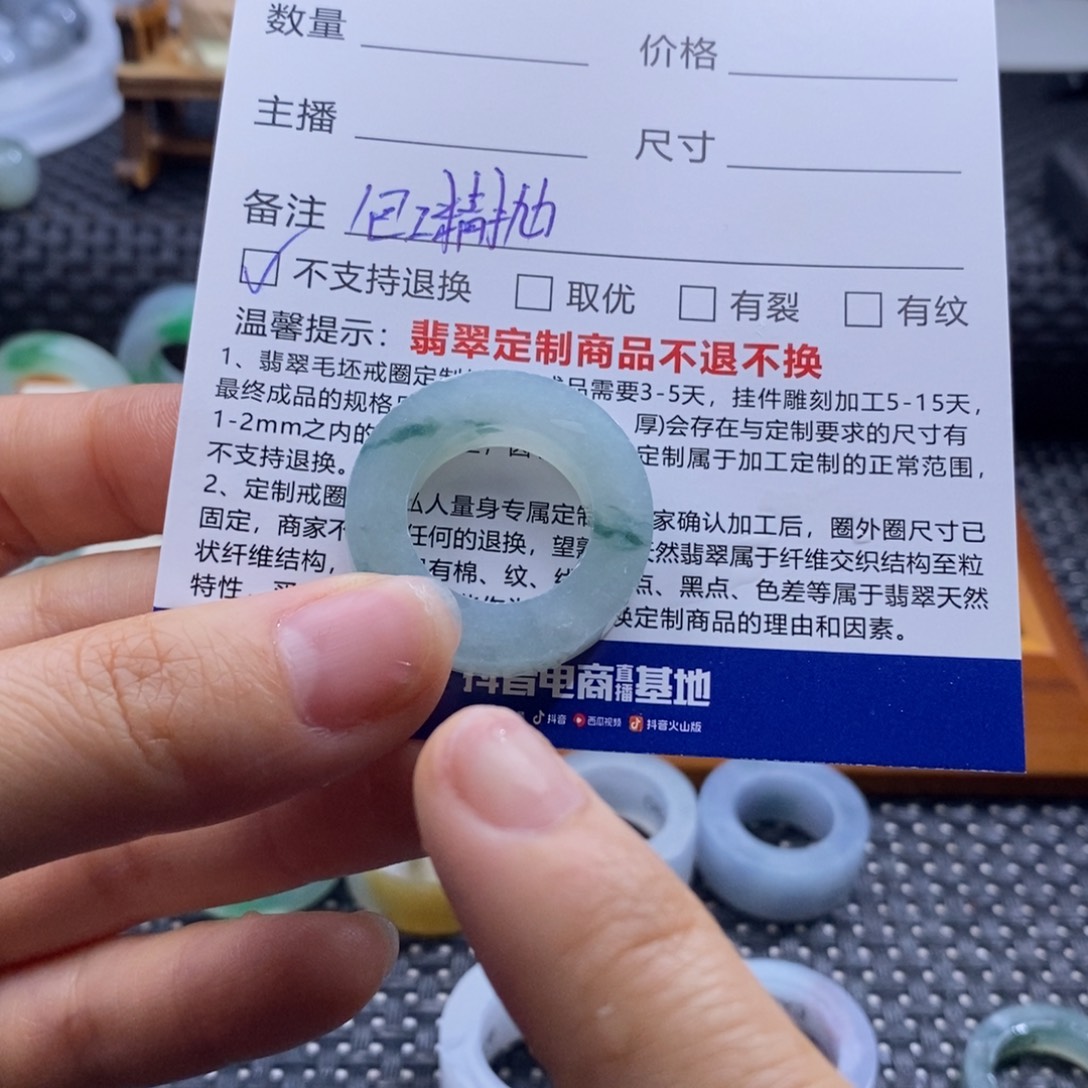 数量 价格
主播 尺寸
备注 包工精抛
不支持退换 取优 有裂 有纹
温馨提示：翡翠定制商品不退不换
1、翡翠毛坯戒圈定制 品需要3-5天，挂件雕刻加工5-15天，
最终成品的规格 厚)会存在与定制要求的尺寸有
1-2mm之内的 定制属于加工定制的正常范围，
不支持退换。
2、定制戒圈 私人量身专属定制 家确认加工后，圈外圈尺寸已
固定，商家不 任何的退换，望 天然翡翠属于纤维交织结构至粒
状纤维结构， 有棉、纹、 点、黑点、色差等属于翡翠天然
特性， 换定制商品的理由和因素。
抖音电商直播基地
抖音 西瓜视频 抖音火山版